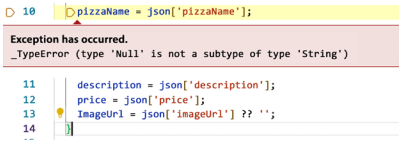 10 pizzaName = json['pizzaName'];
Exception has occurred.
_TypeError (type 'Null' is not a subtype of type 'String')
11 description = json['description'];
12 price = json['price'];
13 ImageUrl = json['imageUrl'] ?? '';
14 }